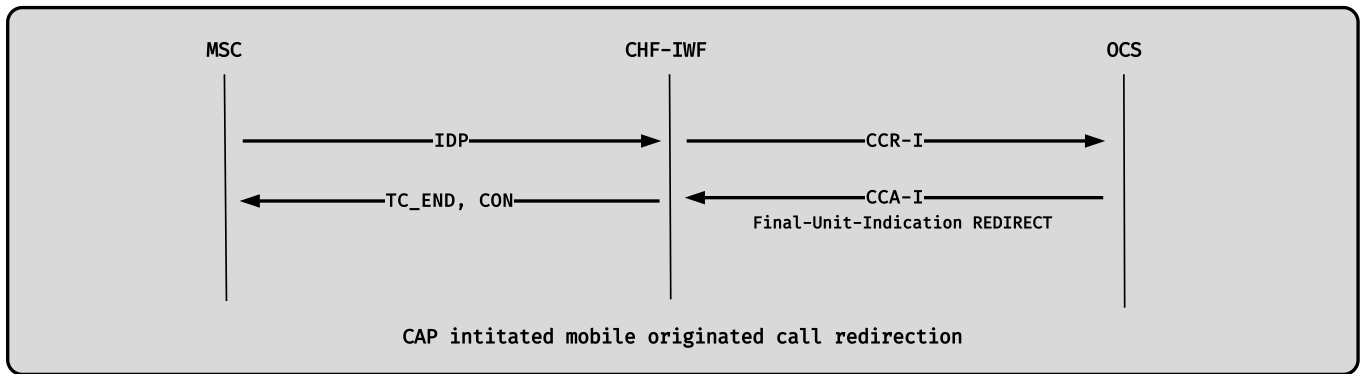 MSC CHF-IWF OCS
IDP CCR-I
TC_END, CON CCA-I
Final-Unit-Indication REDIRECT
CAP intitated mobile originated call redirection